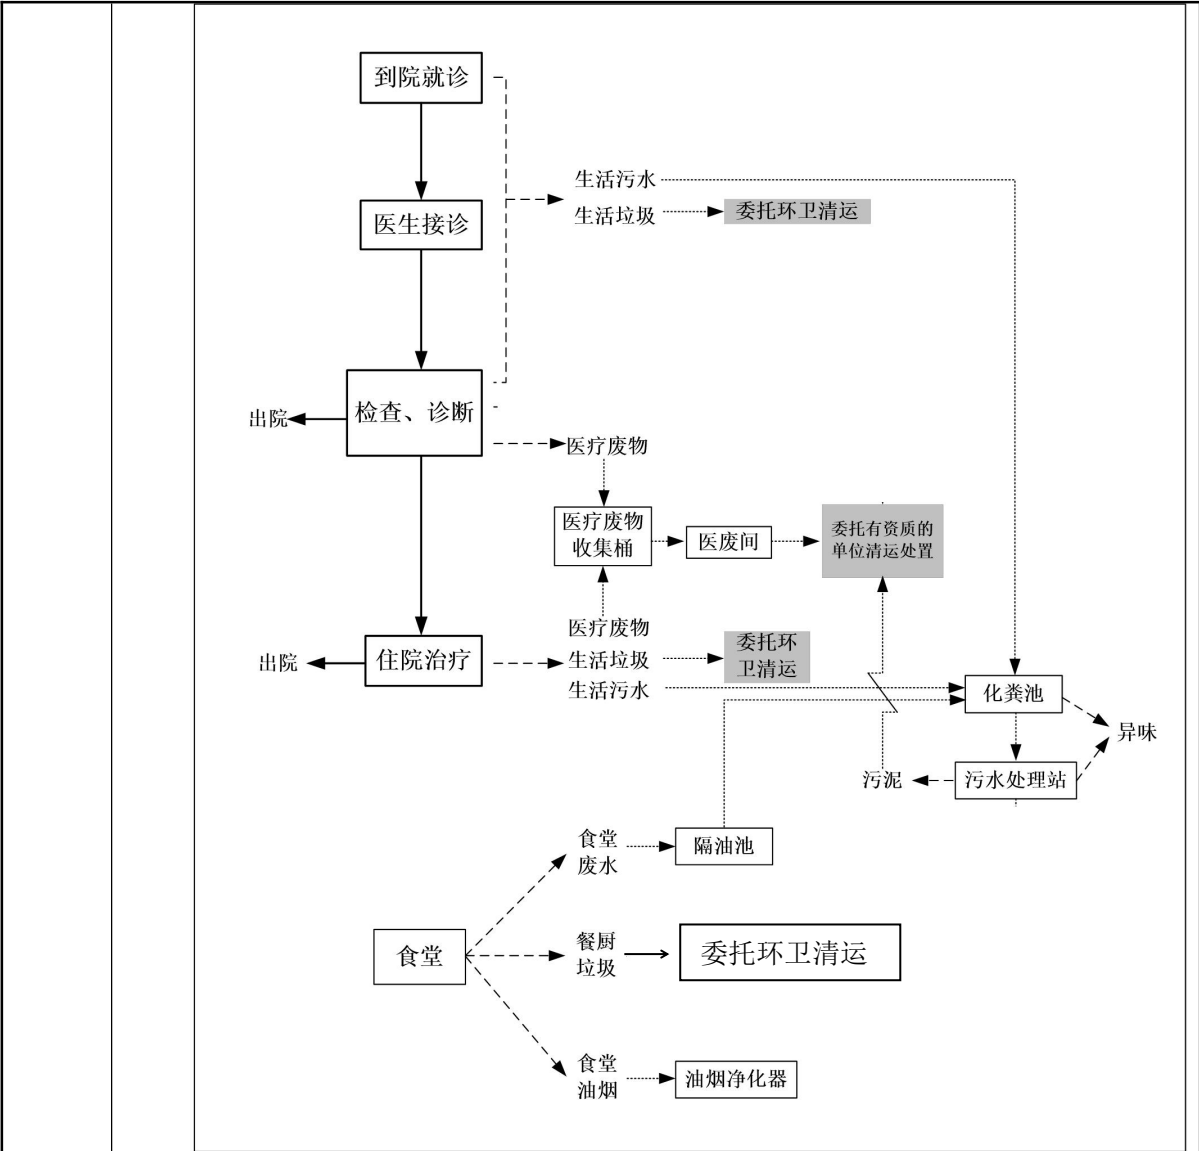 到院就诊
生活污水
生活垃圾
委托环卫清运
医生接诊
出院
检查、诊断
医疗废物
医疗废物
收集桶
医废间
委托有资质的
单位清运处置
医疗废物
出院
住院治疗
生活垃圾
委托环
卫清运
生活污水
化粪池
异味
污泥
污水处理站
食堂
废水
隔油池
食堂
餐厨
垃圾
委托环卫清运
食堂
油烟
油烟净化器